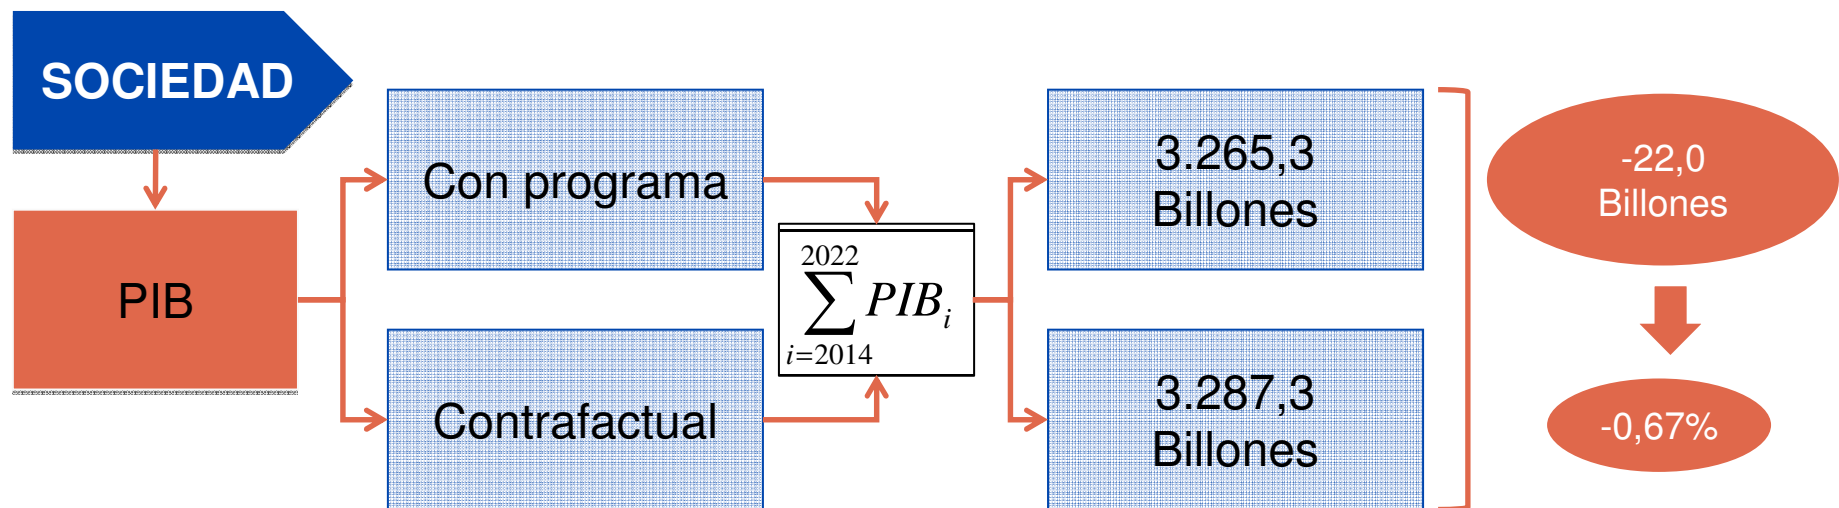 SOCIEDAD
PIB
Con programa
Contrafactual
2022
∑ PIBᵢ
i=2014
3.265,3
Billones
3.287,3
Billones
-22,0
Billones
-0,67%